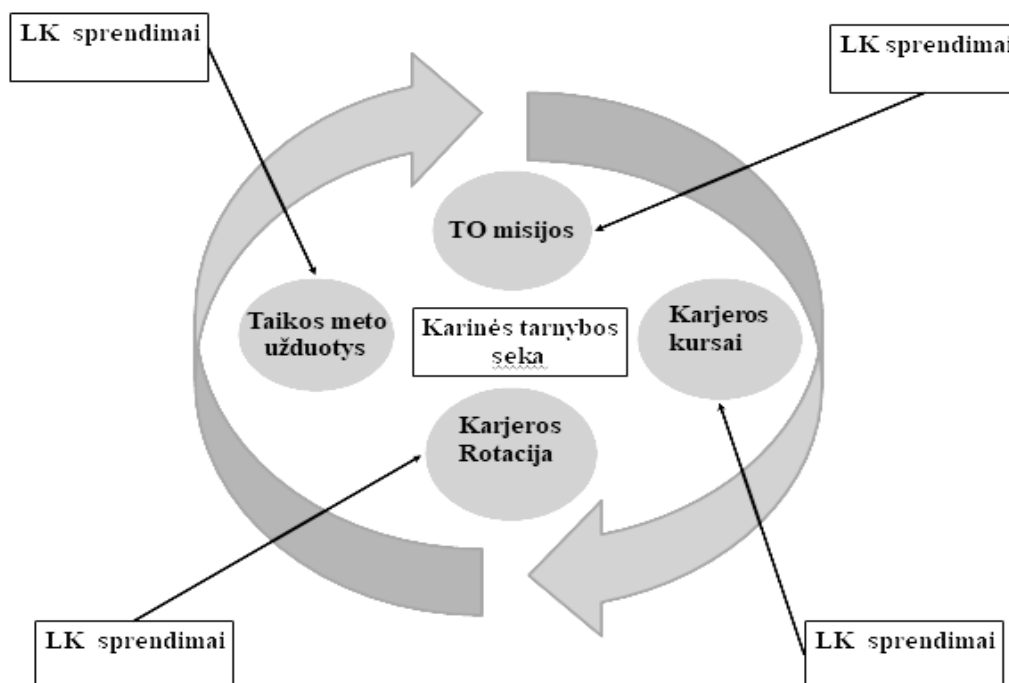 LK sprendimai
LK sprendimai
TO misijos
Taikos meto
užduotys
Karinės tarnybos
seka
Karjeros
kursai
Karjeros
Rotacija
LK sprendimai
LK sprendimai